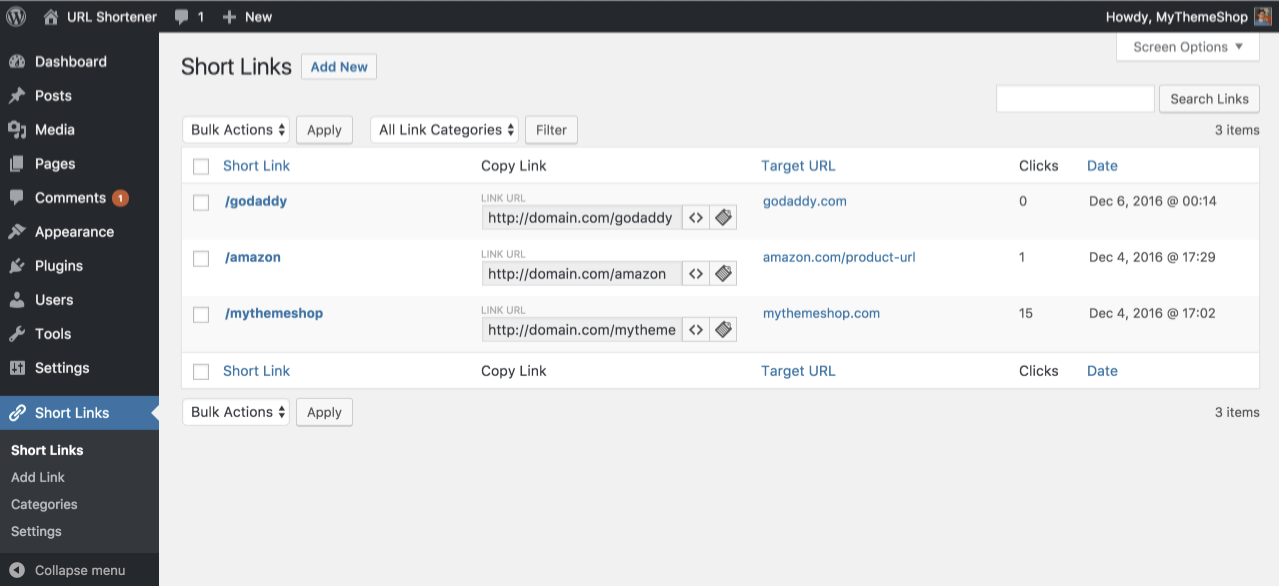 URL Shortener 1 New Howdy, MyThemeShop
Dashboard
Posts
Media
Pages
Comments 1
Appearance
Plugins
Users
Tools
Settings
Short Links
Short Links
Add Link
Categories
Settings
Collapse menu
Screen Options
Short Links Add New
Search Links
Bulk Actions Apply All Link Categories Filter 3 items
Short Link Copy Link Target URL Clicks Date
LINK URL
/godaddy http://domain.com/godaddy <> godaddy.com 0 Dec 6, 2016 @ 00:14
LINK URL
/amazon http://domain.com/amazon <> amazon.com/product-url 1 Dec 4, 2016 @ 17:29
LINK URL
/mythemeshop http://domain.com/mytheme <> mythemeshop.com 15 Dec 4, 2016 @ 17:02
Short Link Copy Link Target URL Clicks Date
Bulk Actions Apply 3 items